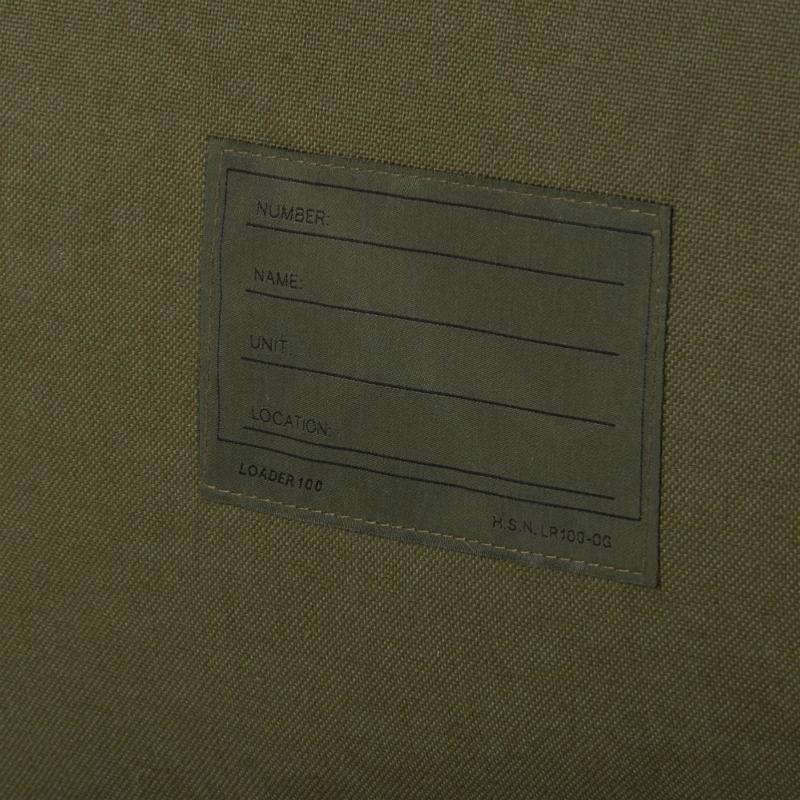 NUMBER:
NAME:
UNIT:
LOCATION:
LOADER 100
H.S.N. LR100-OG